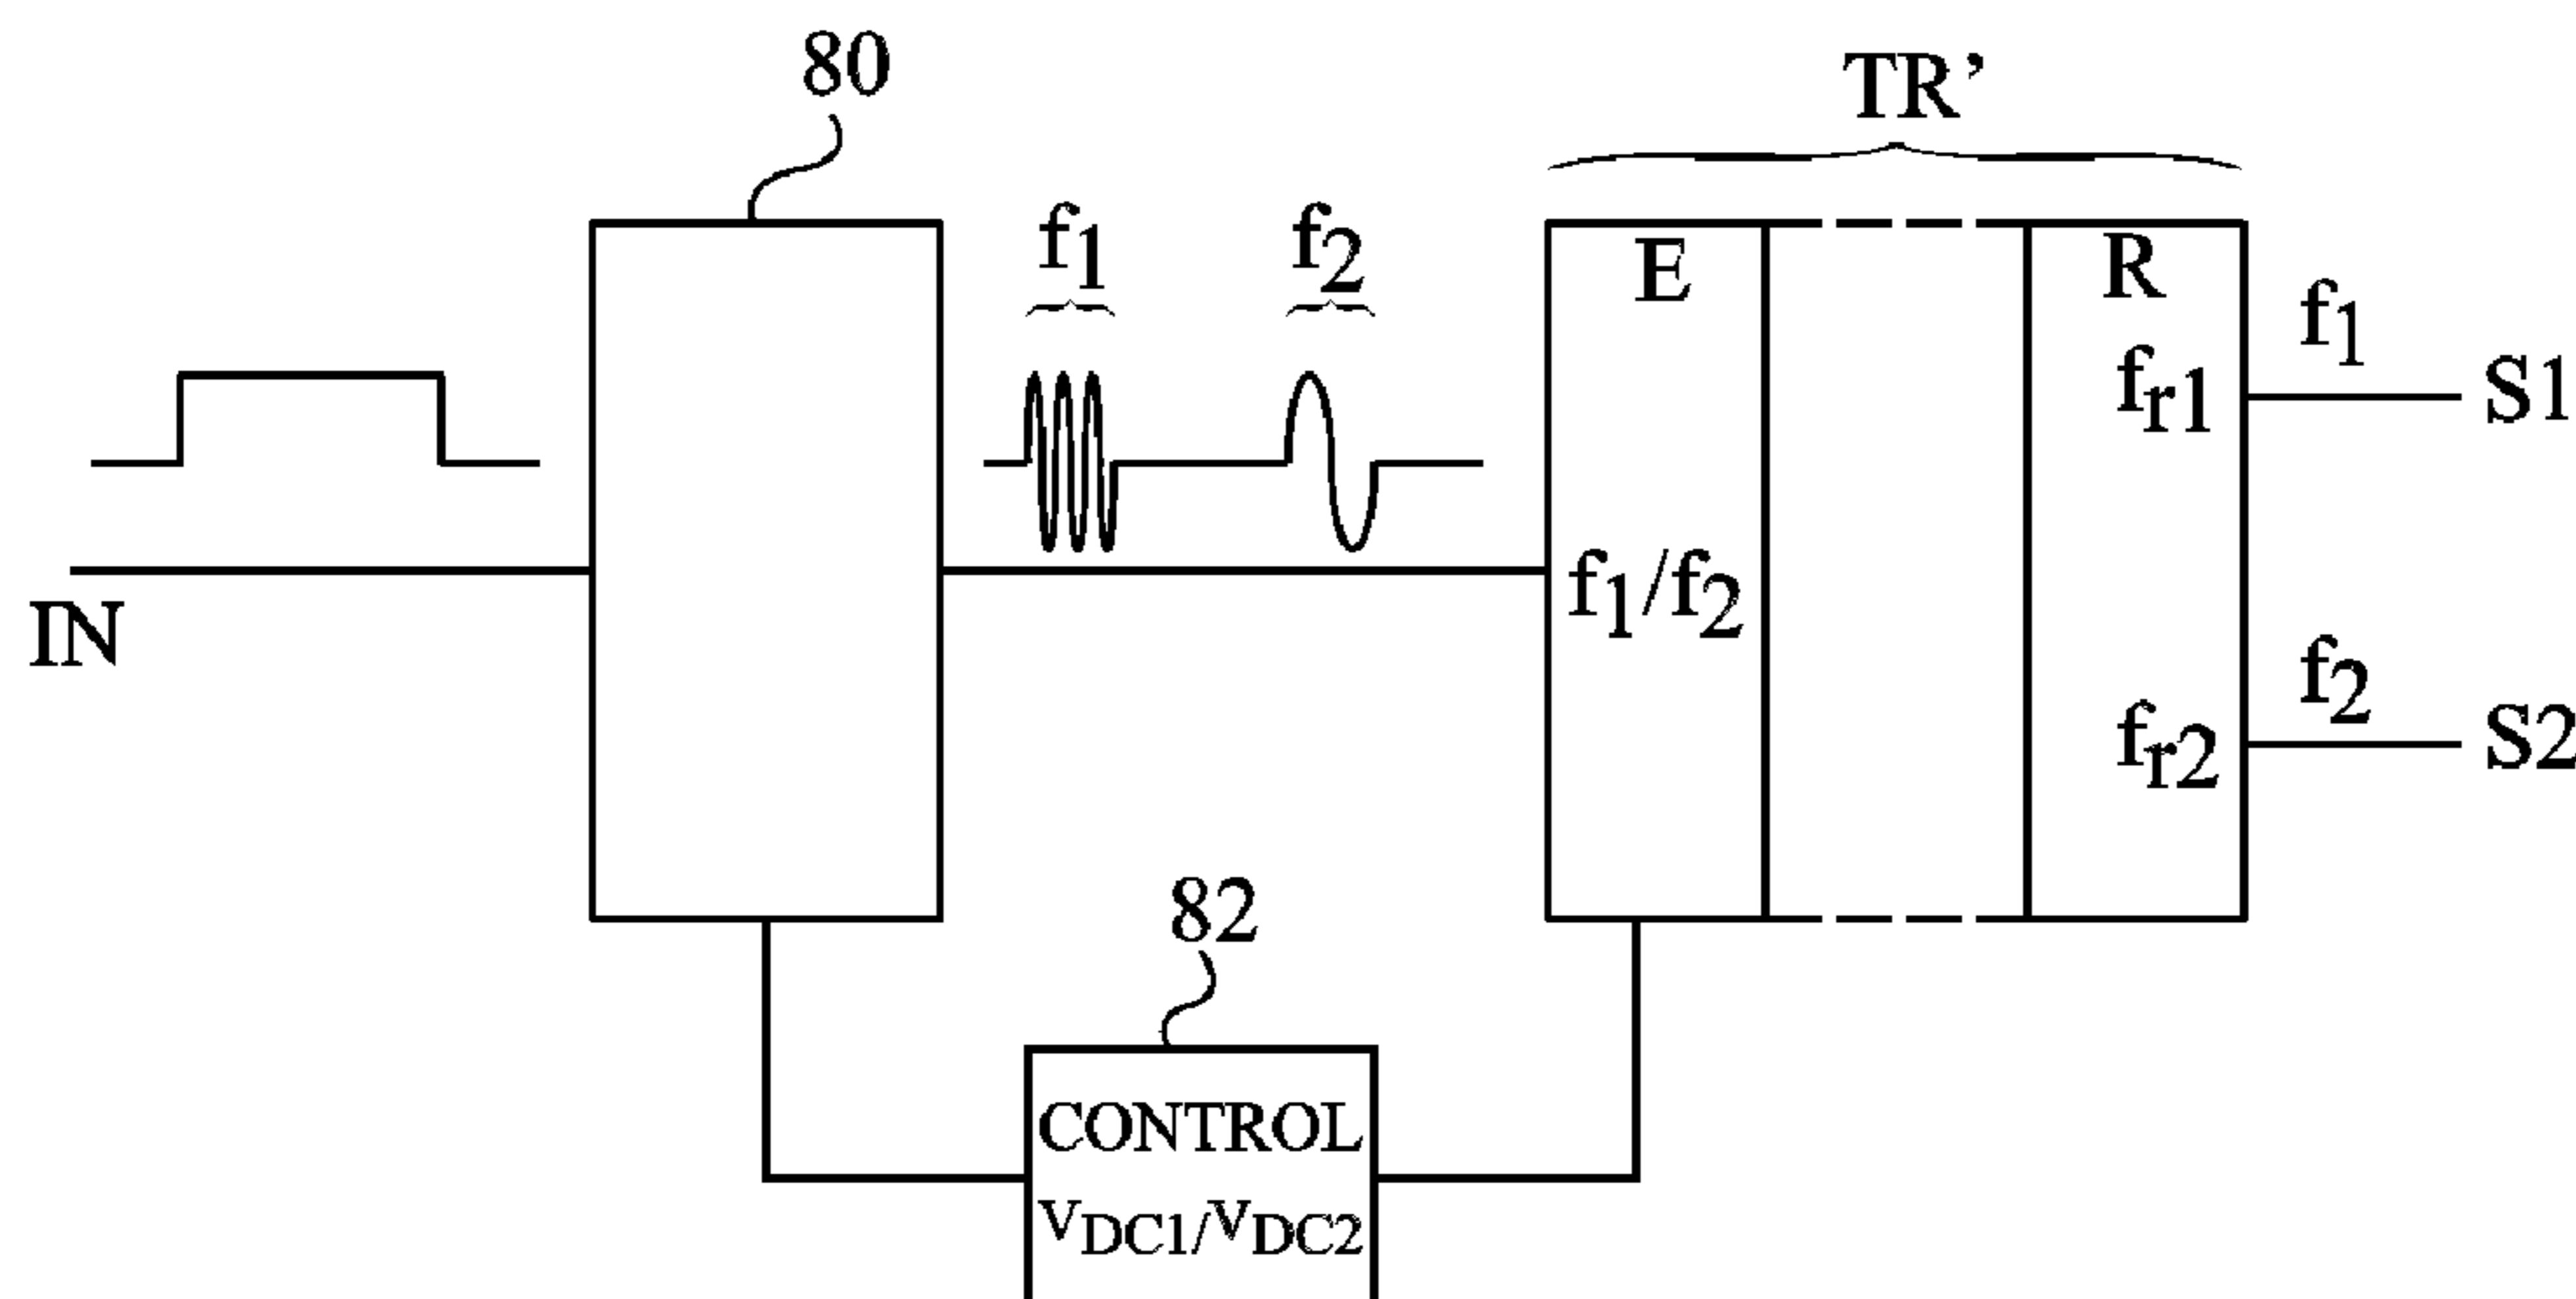 80
TR’
f1
f2
E
R
f1
fr1
S1
IN
f1/f2
f2
fr2
S2
82
CONTROL
VDC1/VDC2